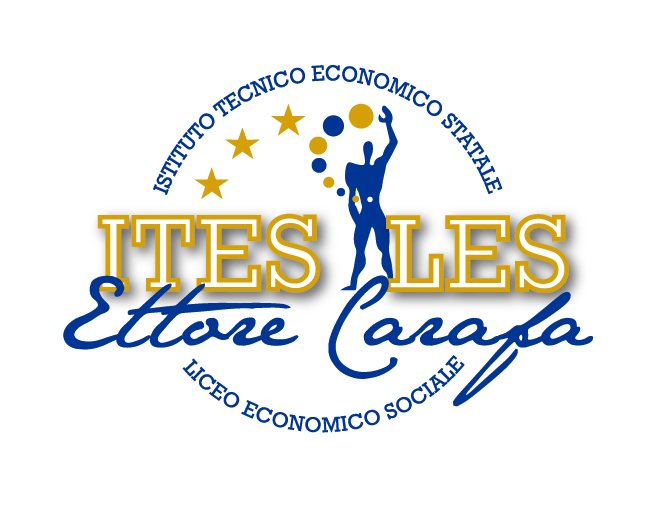 ISTITUTO TECNICO ECONOMICO STATALE
ITES LES
Ettore Carafa
LICEO ECONOMICO SOCIALE